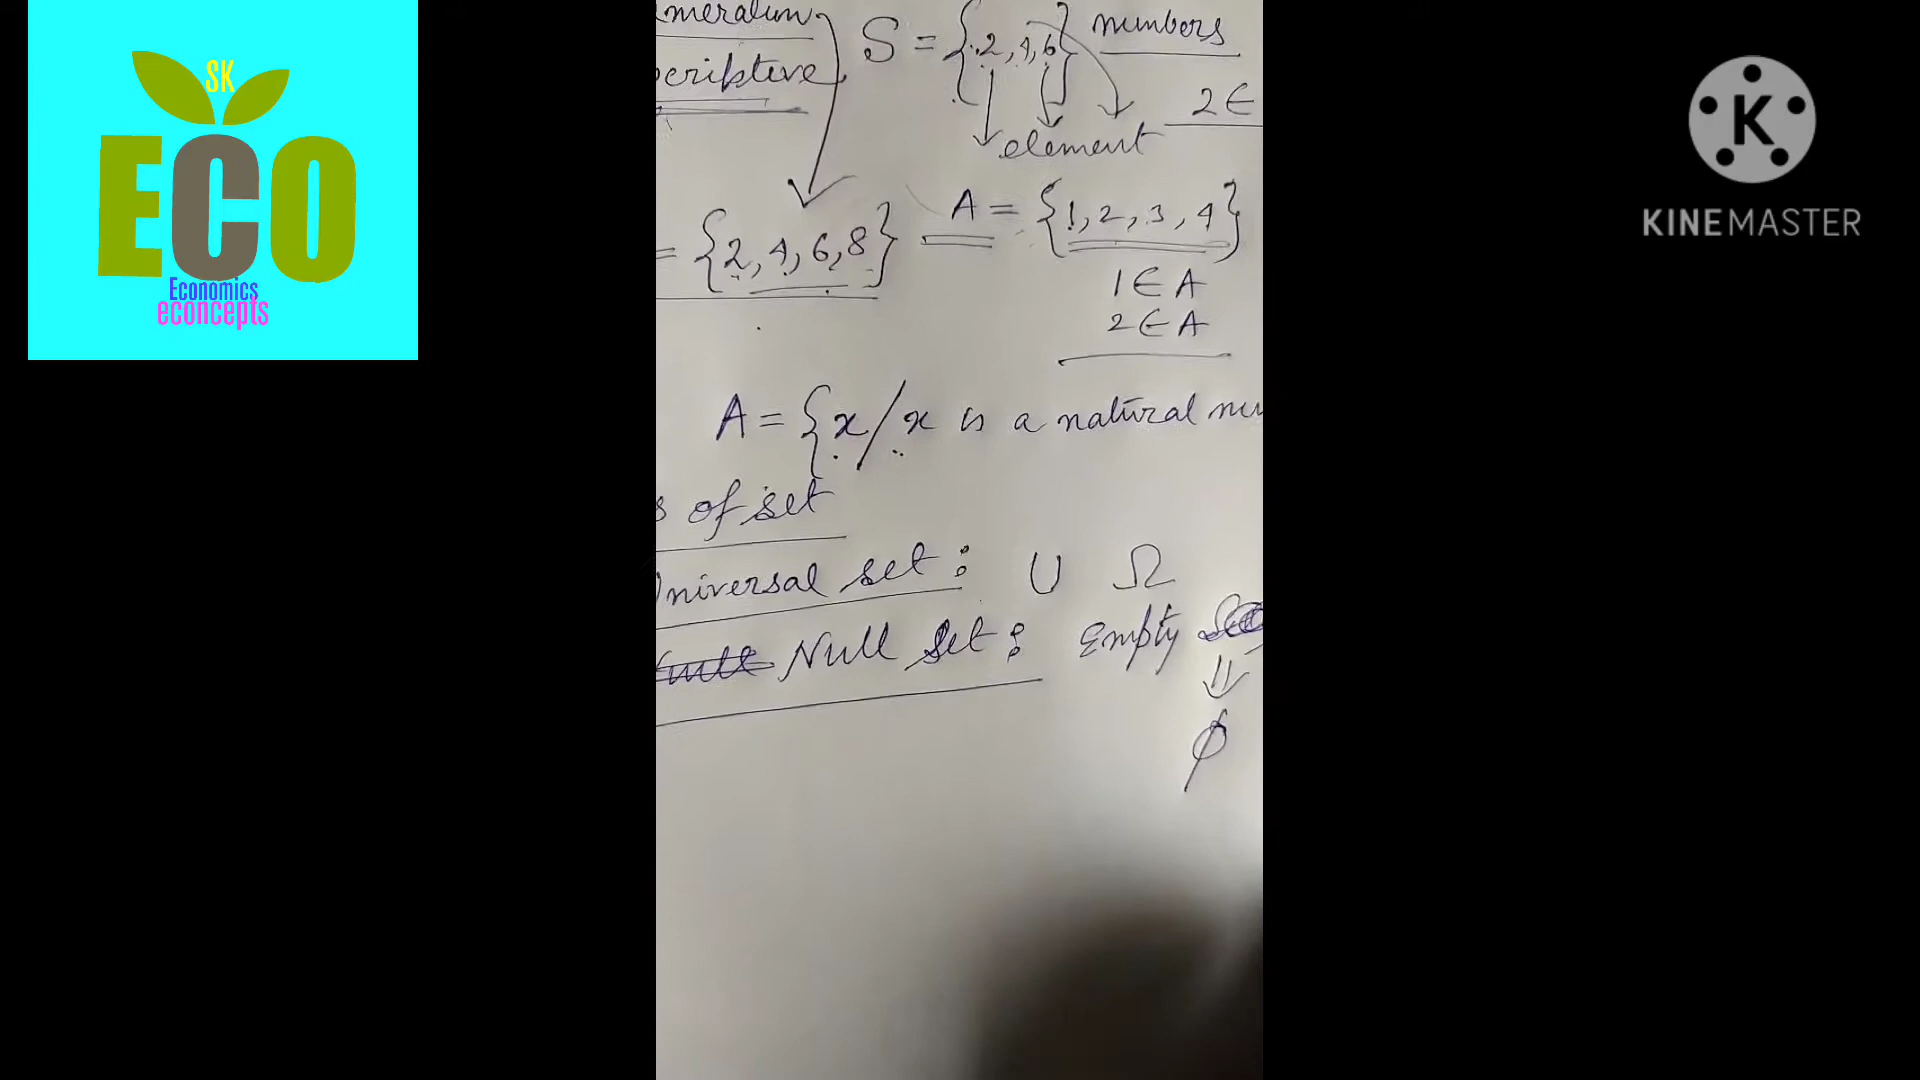 SK
ECO
Economics
econcepts
S = {2, 4, 6} numbers
2 ∈
element
= {2, 4, 6, 8}
A = {1, 2, 3, 4}
1 ∈ A
2 ∈ A
A = {x/x is a natural
of set
Universal set : U Ω
Null Set : Empty
φ
K
KINEMASTER